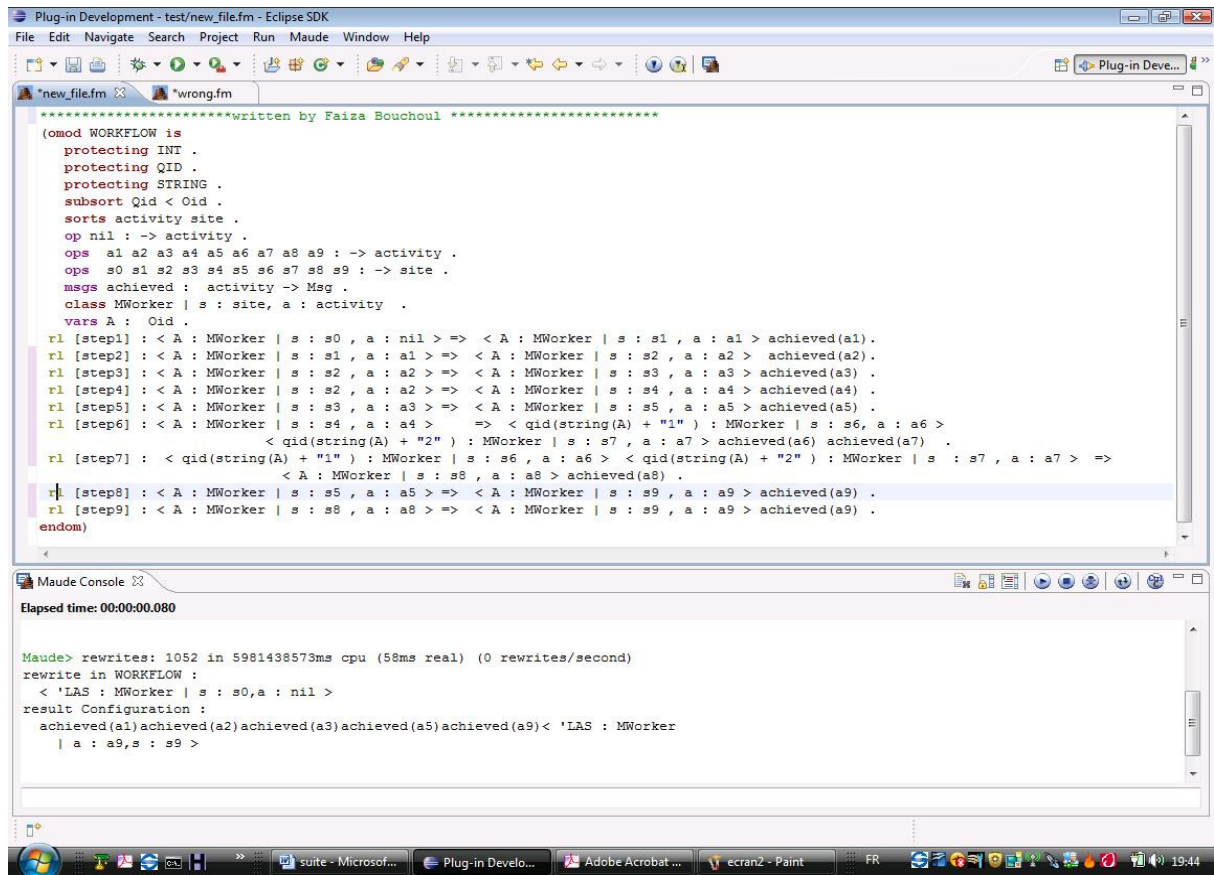 Plug-in Development - test/new_file.fm - Eclipse SDK
File Edit Navigate Search Project Run Maude Window Help
Plug-in Deve...
*new_file.fm *wrong.fm
***********************written by Faiza Bouchoul *************************
(omod WORKFLOW is
protecting INT .
protecting QID .
protecting STRING .
subsort Qid < Oid .
sorts activity site .
op nil : -> activity .
ops a1 a2 a3 a4 a5 a6 a7 a8 a9 : -> activity .
ops s0 s1 s2 s3 s4 s5 s6 s7 s8 s9 : -> site .
msgs achieved : activity -> Msg .
class MWorker | s : site, a : activity .
vars A : Oid .
rl [step1] : < A : MWorker | s : s0 , a : nil > => < A : MWorker | s : s1 , a : a1 > achieved(a1).
rl [step2] : < A : MWorker | s : s1 , a : a1 > => < A : MWorker | s : s2 , a : a2 > achieved(a2).
rl [step3] : < A : MWorker | s : s2 , a : a2 > => < A : MWorker | s : s3 , a : a3 > achieved(a3) .
rl [step4] : < A : MWorker | s : s2 , a : a2 > => < A : MWorker | s : s4 , a : a4 > achieved(a4) .
rl [step5] : < A : MWorker | s : s3 , a : a3 > => < A : MWorker | s : s5 , a : a5 > achieved(a5) .
rl [step6] : < A : MWorker | s : s4 , a : a4 > => < qid(string(A) + "1" ) : MWorker | s : s6, a : a6 >
< qid(string(A) + "2" ) : MWorker | s : s7 , a : a7 > achieved(a6) achieved(a7) .
rl [step7] : < qid(string(A) + "1" ) : MWorker | s : s6 , a : a6 > < qid(string(A) + "2" ) : MWorker | s : s7 , a : a7 > =>
< A : MWorker | s : s8 , a : a8 > achieved(a8) .
rl [step8] : < A : MWorker | s : s5 , a : a5 > => < A : MWorker | s : s9 , a : a9 > achieved(a9) .
rl [step9] : < A : MWorker | s : s8 , a : a8 > => < A : MWorker | s : s9 , a : a9 > achieved(a9) .
endom)
Maude Console
Elapsed time: 00:00:00.080
Maude> rewrites: 1052 in 5981438573ms cpu (58ms real) (0 rewrites/second)
rewrite in WORKFLOW :
< 'LAS : MWorker | s : s0,a : nil >
result Configuration :
achieved(a1)achieved(a2)achieved(a3)achieved(a5)achieved(a9)< 'LAS : MWorker
| a : a9,s : s9 >
suite - Microsof... Plug-in Develo... Adobe Acrobat ... ecran2 - Paint FR 19:44